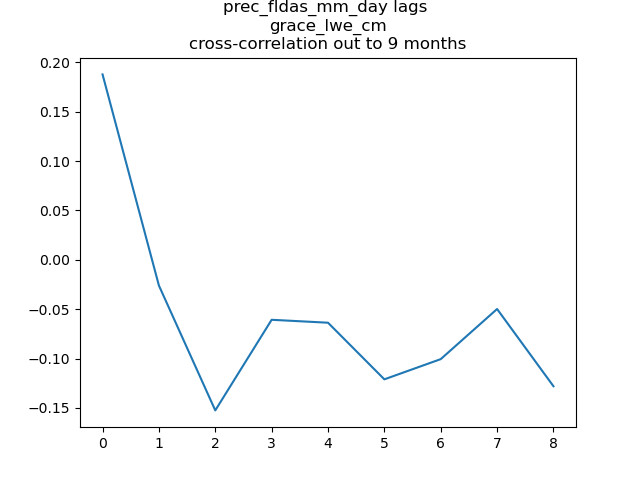 prec_fldas_mm_day lags
grace_lwe_cm
cross-correlation out to 9 months
0.20
0.15
0.10
0.05
0.00
−0.05
−0.10
−0.15
0 1 2 3 4 5 6 7 8